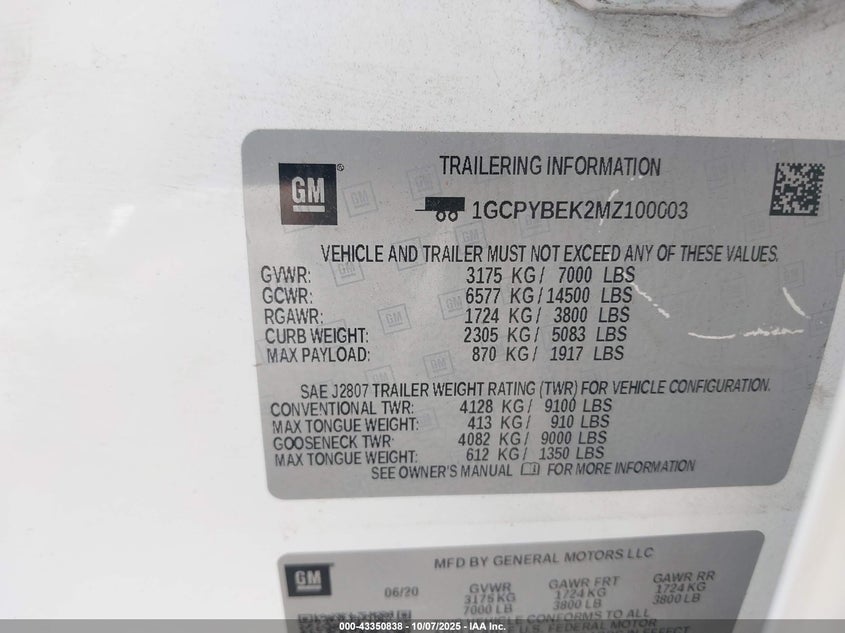 GM
TRAILERING INFORMATION
1GCPYBEK2MZ100003
VEHICLE AND TRAILER MUST NOT EXCEED ANY OF THESE VALUES.
GVWR: 3175 KG/ 7000 LBS
GCWR: 6577 KG/14500 LBS
RGAWR: 1724 KG/ 3800 LBS
CURB WEIGHT: 2305 KG/ 5083 LBS
MAX PAYLOAD: 870 KG/ 1917 LBS
SAE J2807 TRAILER WEIGHT RATING (TWR) FOR VEHICLE CONFIGURATION.
CONVENTIONAL TWR: 4128 KG/ 9100 LBS
MAX TONGUE WEIGHT: 413 KG/ 910 LBS
GOOSENECK TWR: 4082 KG/ 9000 LBS
MAX TONGUE WEIGHT: 612 KG/ 1350 LBS
SEE OWNER'S MANUAL FOR MORE INFORMATION
GM
MFD BY GENERAL MOTORS LLC
06/20 GVWR GAWR FRT GAWR RR
3175 KG 1724 KG 1724 KG
7000 LB 3800 LB 3800 LB
VEHICLE CONFORMS TO ALL
U.S. FEDERAL MOTOR
000-43350838 - 10/07/2025 - IAA Inc.